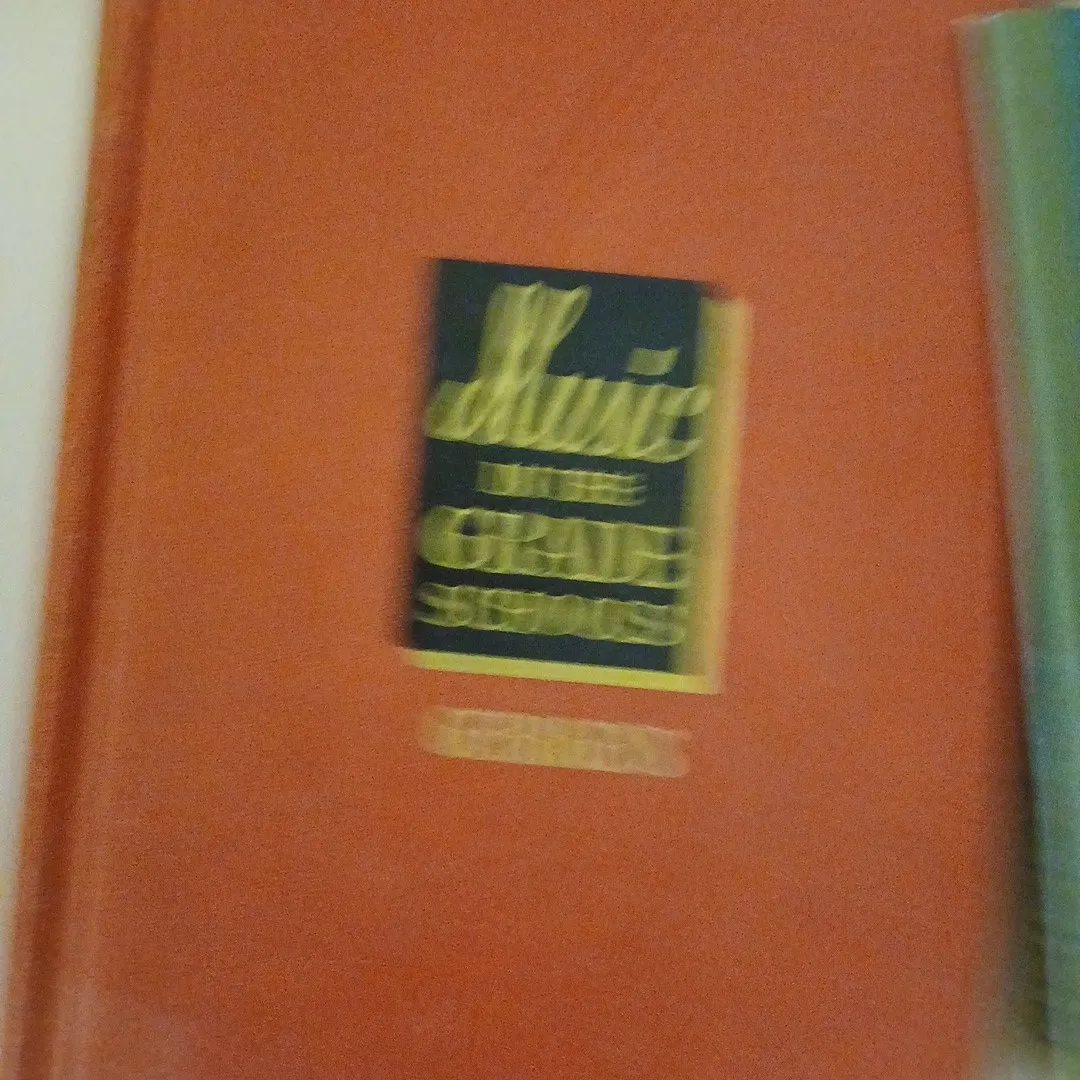 Music
IN THE
GRADE
SCHOOLS